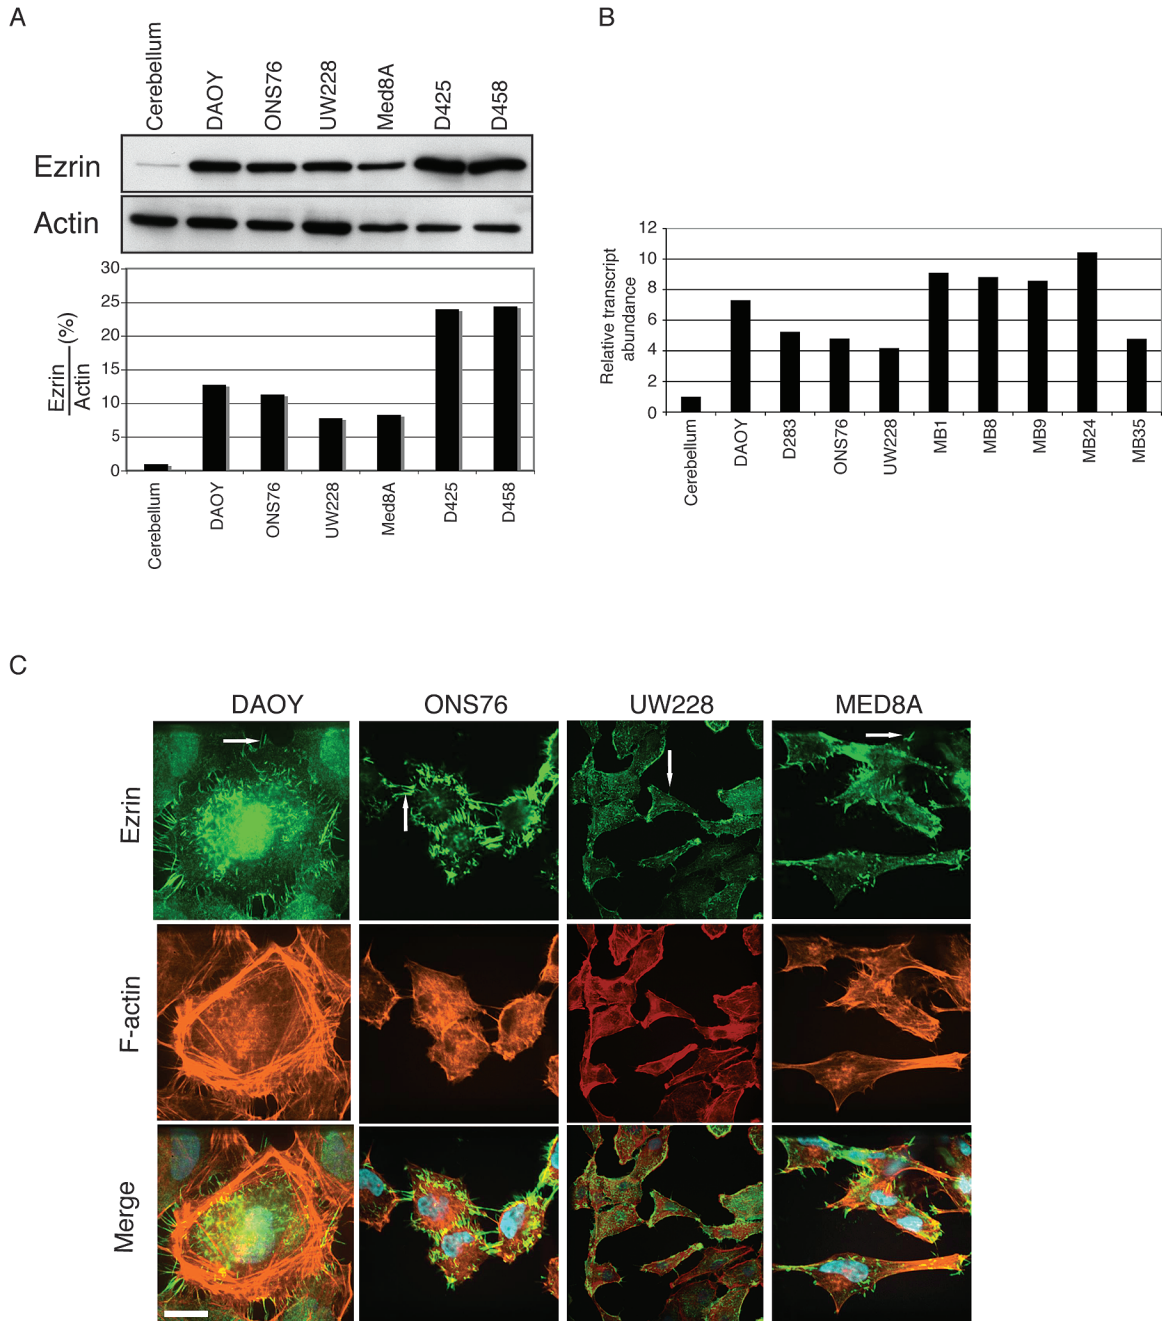 A
Cerebellum
DAOY
ONS76
UW228
Med8A
D425
D458
Ezrin
Actin
30
25
20
15
10
5
0
Ezrin
Actin
(%)
Cerebellum
DAOY
ONS76
UW228
Med8A
D425
D458
B
12
10
8
6
4
2
0
Relative transcript
abundance
Cerebellum
DAOY
D283
ONS76
UW228
MB1
MB8
MB9
MB24
MB35
C
DAOY
ONS76
UW228
MED8A
Ezrin
F-actin
Merge